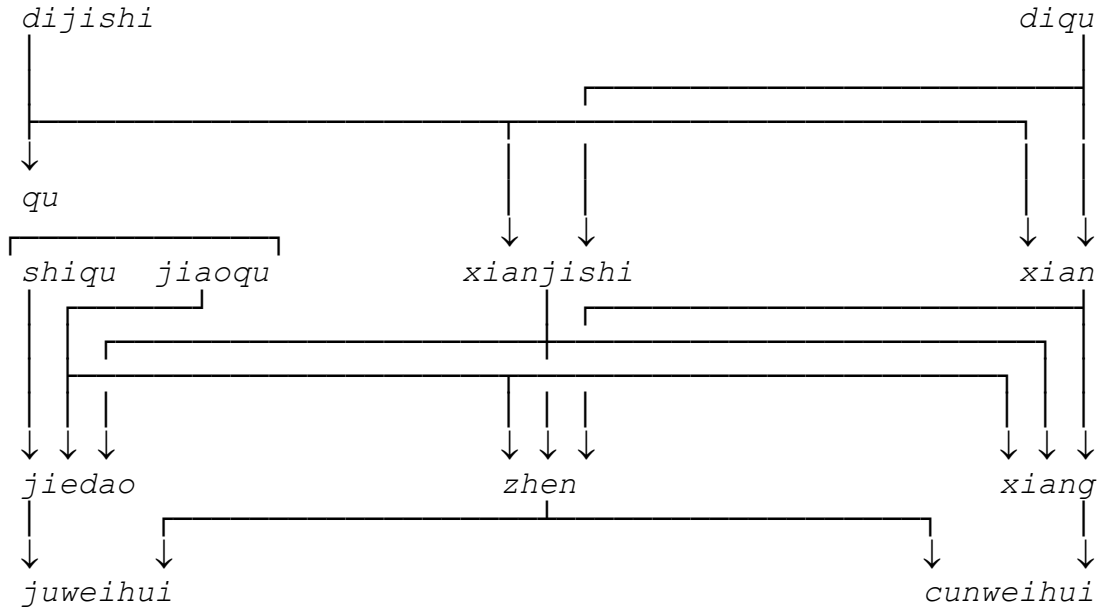 dijishi diqu
qu
shiqu jiaoqu xianjishi xian
jiedao zhen xiang
juweihui cunweihui